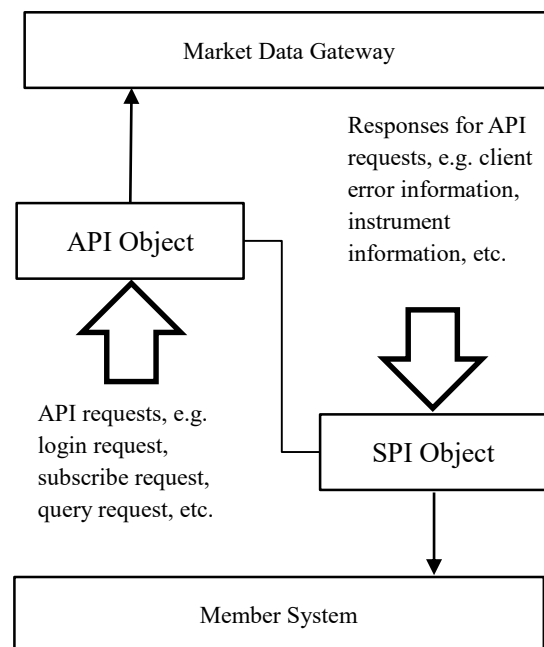 Market Data Gateway
Responses for API
requests, e.g. client
error information,
instrument
information, etc.
API Object
API requests, e.g.
login request,
subscribe request,
query request, etc.
SPI Object
Member System